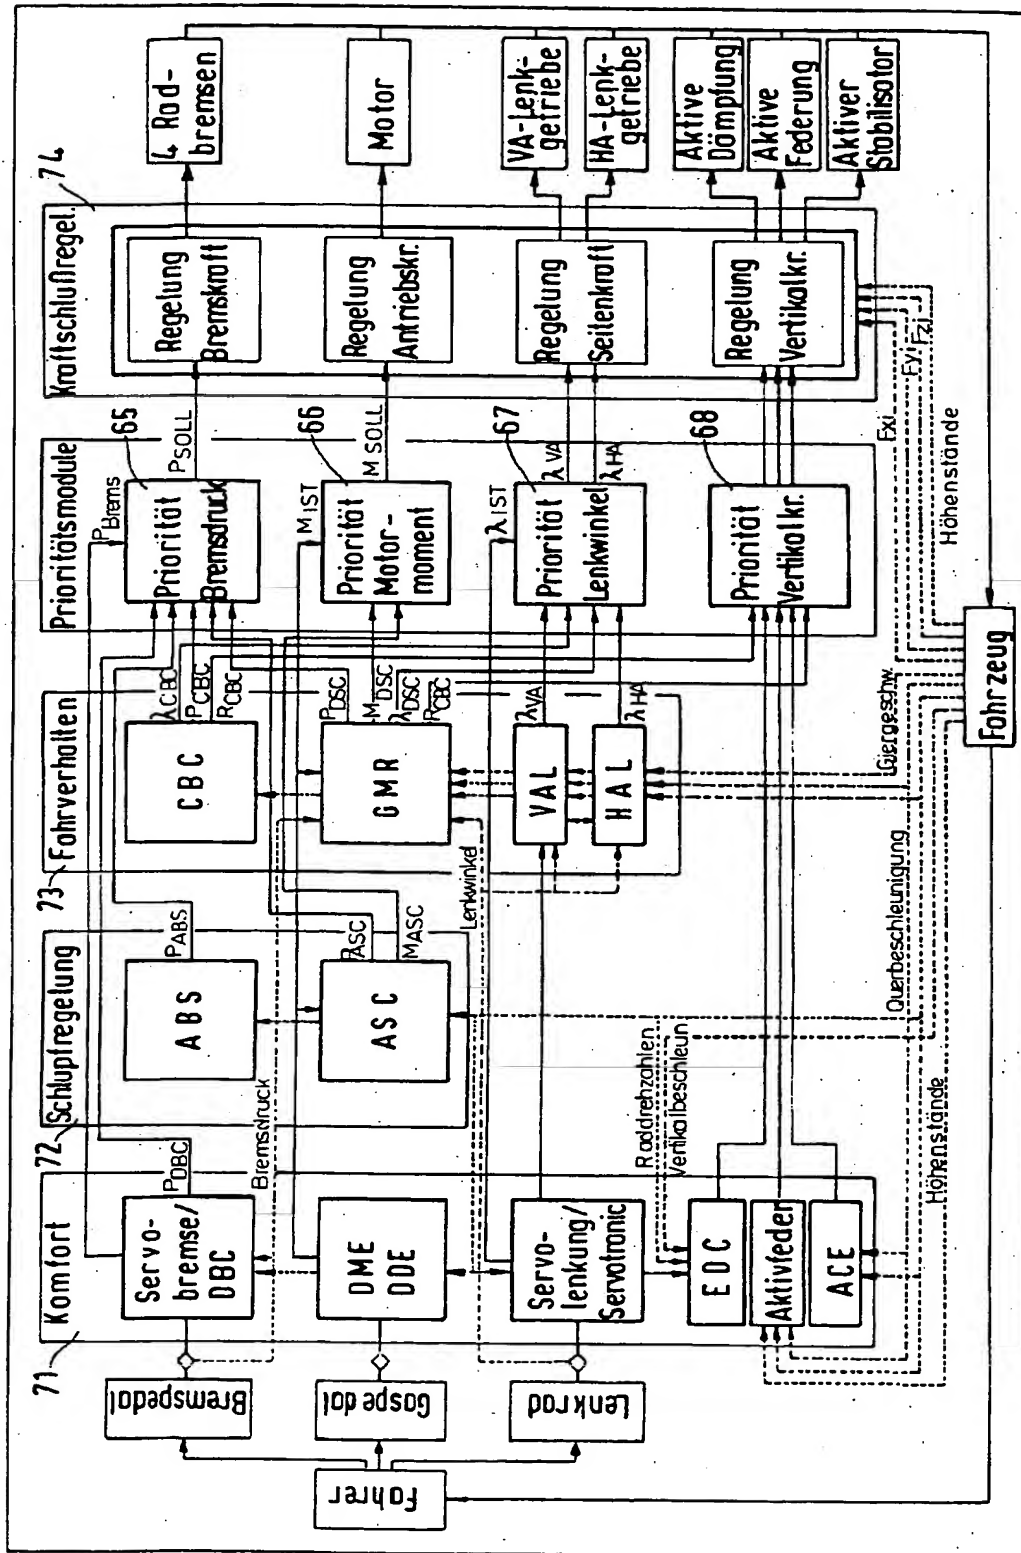 Fahrer
Bremspedal
Gaspedal
Lenkrad
71
Komfort
Servo-
bremse/
DBC
PDBC
Bremsdruck
DME
DDE
Servo-
lenkung/
Servotronic
EDC
Aktivfeder
ACE
Raddrehzahlen
Vertikalbeschleun
Höhenstände
72
Schlupfregelung
ABS
PABS
ASC
PASC
MASC
Lenkwinkel
Querbeschleunigung
73
Fahrverhalten
CBC
λCBC
PCBC
RCBC
GMR
PDSC
MDSC
λDSC
RCBC
VAL
λVA
HAL
λHA
Giergeschw.
Prioritätsmodule
PBrems
65
Priorität
Bremsdruck
PSOLL
MIST
66
Priorität
Motor-
moment
MSOLL
λIST
67
Priorität
Lenkwinkel
λVA
λHA
68
Priorität
Vertikalkr.
Kraftschlußregel.
74
Regelung
Bremskraft
Regelung
Antriebskr.
Regelung
Seitenkraft
Regelung
Vertikalkr.
Fxi
Fyi
Fzi
Höhenstände
4 Rad-
bremsen
Motor
VA-Lenk-
getriebe
HA-Lenk-
getriebe
Aktive
Dämpfung
Aktive
Federung
Aktiver
Stabilisator
Fahrzeug